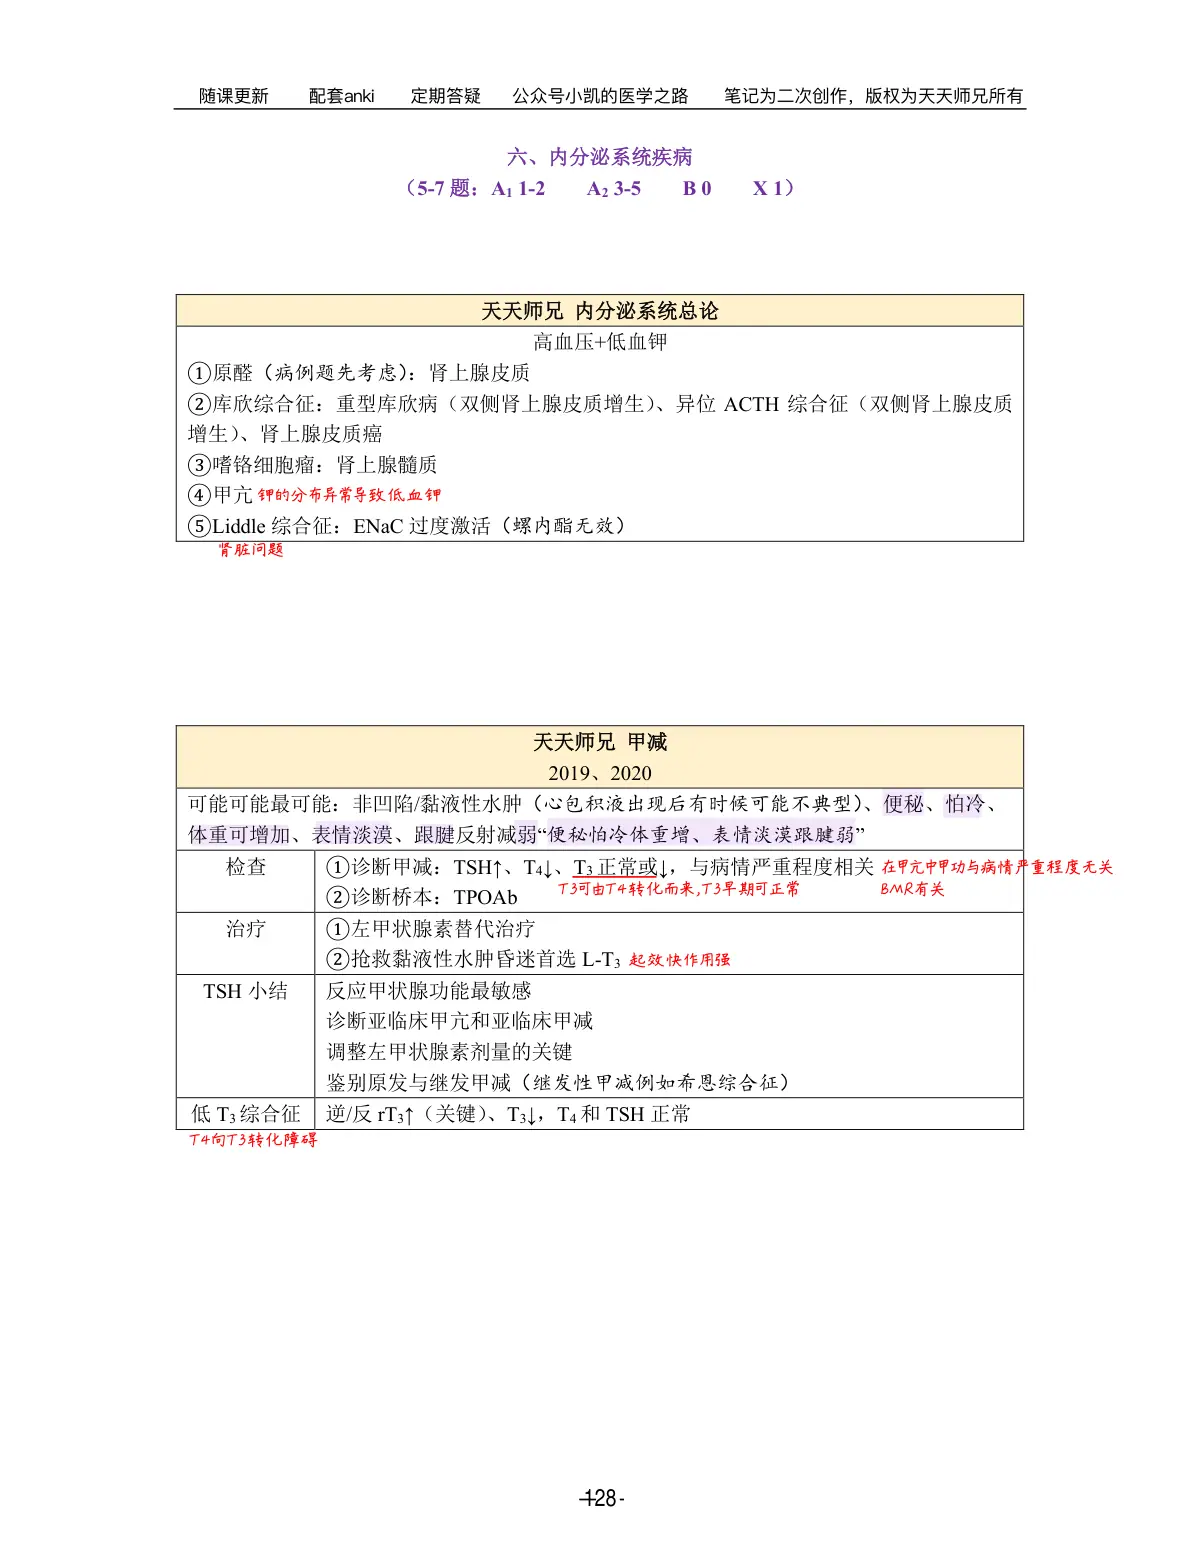 随课更新 配套anki 定期答疑 公众号小凯的医学之路 笔记为二次创作，版权为天天师兄所有
六、内分泌系统疾病
（5-7 题：A₁ 1-2 A₂ 3-5 B 0 X 1）
天天师兄 内分泌系统总论
高血压+低血钾
①原醛（病例题先考虑）：肾上腺皮质
②库欣综合征：重型库欣病（双侧肾上腺皮质增生）、异位 ACTH 综合征（双侧肾上腺皮质
增生）、肾上腺皮质癌
③嗜铬细胞瘤：肾上腺髓质
④甲亢 钾的分布异常导致低血钾
⑤Liddle 综合征：ENaC 过度激活（螺内酯无效）
肾脏问题
天天师兄 甲减
2019、2020
可能可能最可能：非凹陷/黏液性水肿（心包积液出现后有时候可能不典型）、便秘、怕冷、
体重可增加、表情淡漠、跟腱反射减弱“便秘怕冷体重增、表情淡漠跟腱弱”
检查 ①诊断甲减：TSH↑、T₄↓、T₃ 正常或↓，与病情严重程度相关 在甲亢中甲功与病情严重程度无关
T3可由T4转化而来,T3早期可正常 BMR有关
②诊断桥本：TPOAb
治疗 ①左甲状腺素替代治疗
②抢救黏液性水肿昏迷首选 L-T₃ 起效快作用强
TSH 小结 反应甲状腺功能最敏感
诊断亚临床甲亢和亚临床甲减
调整左甲状腺素剂量的关键
鉴别原发与继发甲减（继发性甲减例如希恩综合征）
低 T₃ 综合征 逆/反 rT₃↑（关键）、T₃↓，T₄ 和 TSH 正常
T4向T3转化障碍
-128-